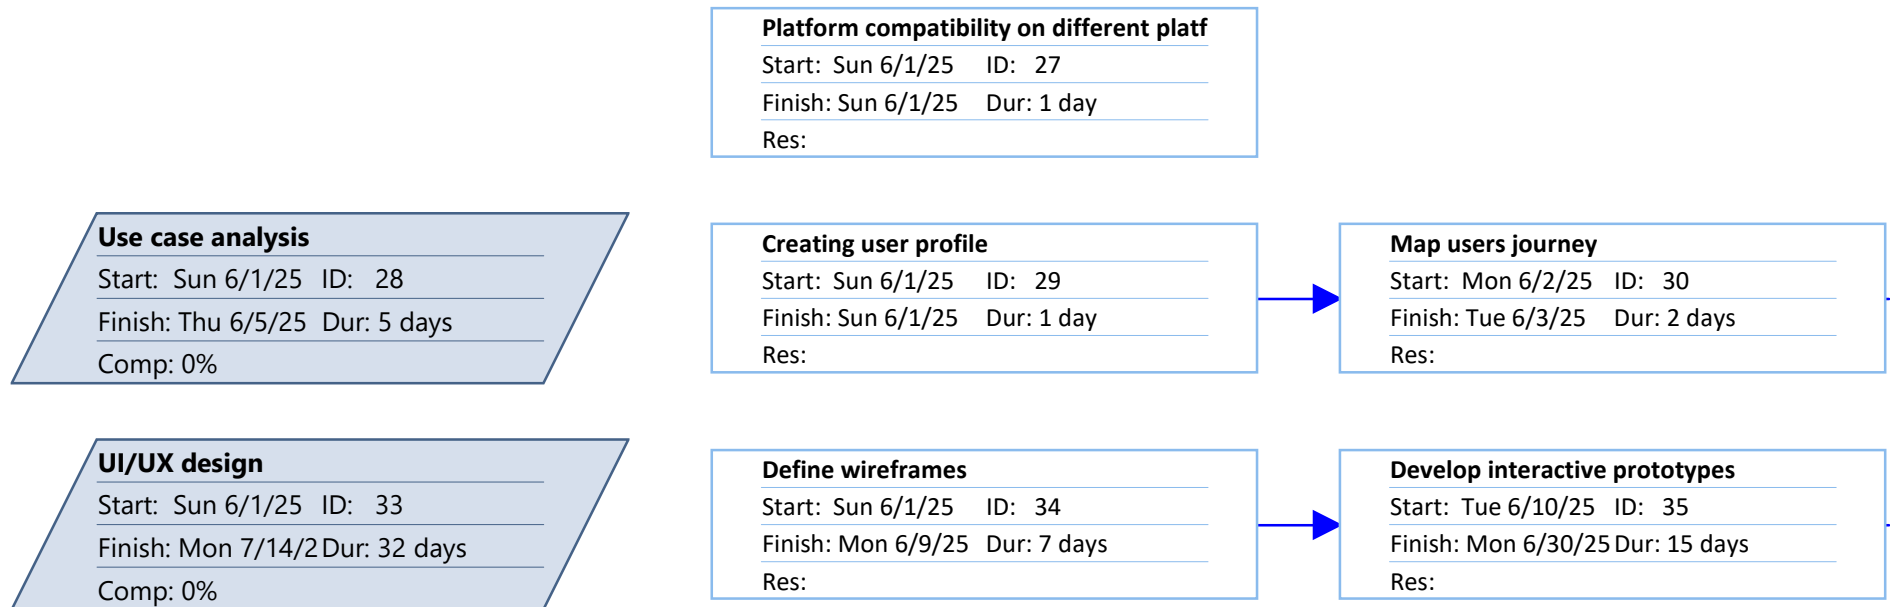 Platform compatibility on different platf
Start: Sun 6/1/25 ID: 27
Finish: Sun 6/1/25 Dur: 1 day
Res:
Use case analysis
Start: Sun 6/1/25 ID: 28
Finish: Thu 6/5/25 Dur: 5 days
Comp: 0%
Creating user profile
Start: Sun 6/1/25 ID: 29
Finish: Sun 6/1/25 Dur: 1 day
Res:
Map users journey
Start: Mon 6/2/25 ID: 30
Finish: Tue 6/3/25 Dur: 2 days
Res:
UI/UX design
Start: Sun 6/1/25 ID: 33
Finish: Mon 7/14/2 Dur: 32 days
Comp: 0%
Define wireframes
Start: Sun 6/1/25 ID: 34
Finish: Mon 6/9/25 Dur: 7 days
Res:
Develop interactive prototypes
Start: Tue 6/10/25 ID: 35
Finish: Mon 6/30/25 Dur: 15 days
Res: